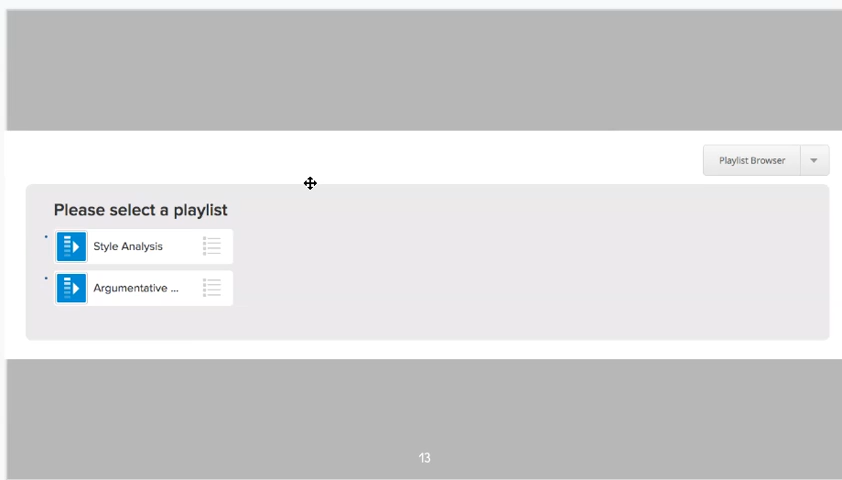 Playlist Browser
Please select a playlist
Style Analysis
Argumentative ...
13